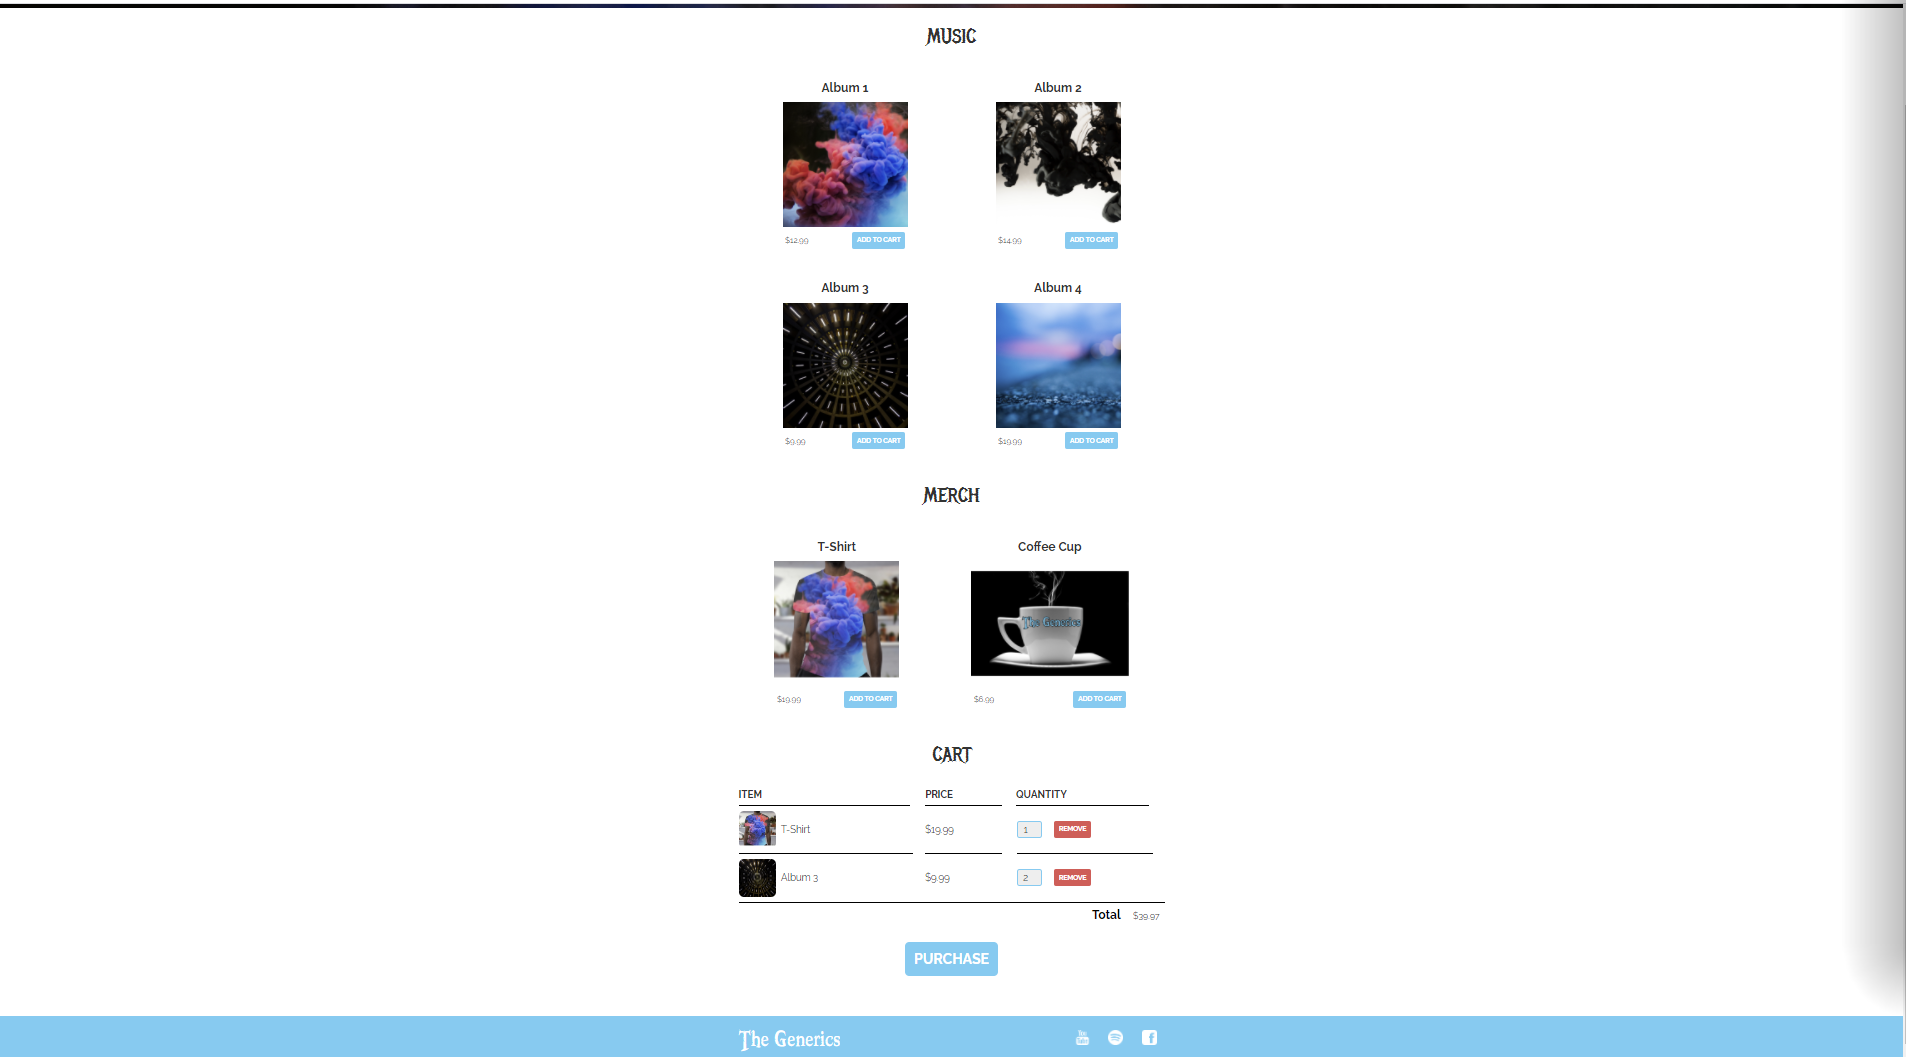 MUSIC
Album 1
Album 2
$12.99
ADD TO CART
$14.99
ADD TO CART
Album 3
Album 4
$9.99
ADD TO CART
$19.99
ADD TO CART
MERCH
T-Shirt
Coffee Cup
The Generics
$19.99
ADD TO CART
$6.99
ADD TO CART
CART
ITEM PRICE QUANTITY
T-Shirt $19.99 1 REMOVE
Album 3 $9.99 2 REMOVE
Total $39.97
PURCHASE
The Generics
You Tube